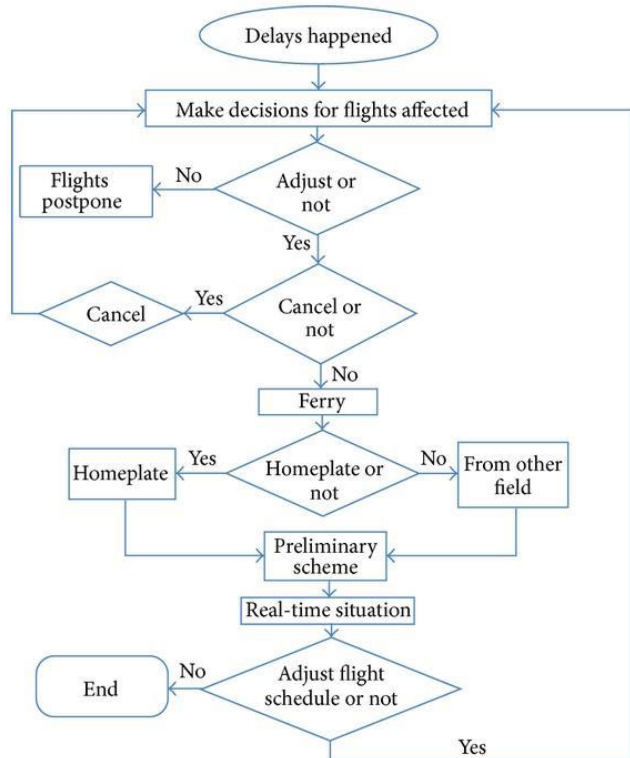 Delays happened
Make decisions for flights affected
No
Flights
postpone
Adjust or
not
Yes
Yes
Cancel
Cancel or
not
No
Ferry
Yes
No
Homeplate
Homeplate or
not
From other
field
Preliminary
scheme
Real-time situation
No
End
Adjust flight
schedule or not
Yes